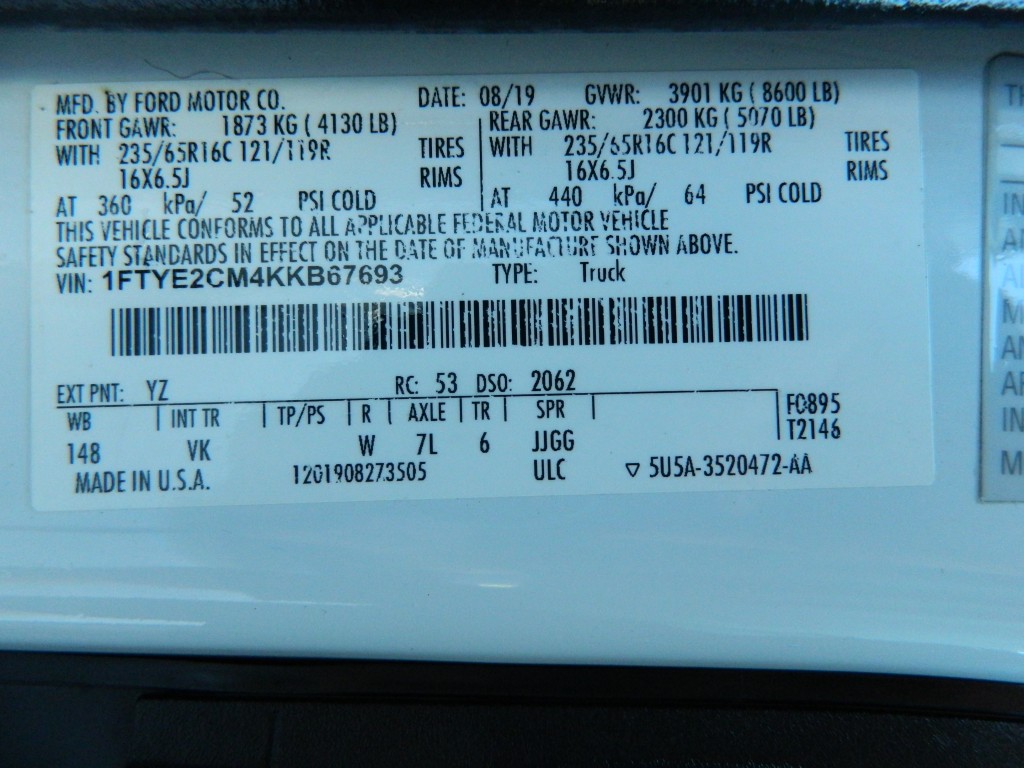 MFD. BY FORD MOTOR CO. DATE: 08/19 GVWR: 3901 KG ( 8600 LB)
FRONT GAWR: 1873 KG ( 4130 LB) REAR GAWR: 2300 KG ( 5070 LB)
WITH 235/65R16C 121/119R TIRES WITH 235/65R16C 121/119R TIRES
16X6.5J RIMS 16X6.5J RIMS
AT 360 kPa/ 52 PSI COLD AT 440 kPa/ 64 PSI COLD
THIS VEHICLE CONFORMS TO ALL APPLICABLE FEDERAL MOTOR VEHICLE
SAFETY STANDARDS IN EFFECT ON THE DATE OF MANUFACTURE SHOWN ABOVE.
VIN: 1FTYE2CM4KKB67693 TYPE: Truck
EXT PNT: YZ RC: 53 DSO: 2062
WB INT TR TP/PS R AXLE TR SPR F0895
148 VK W 7L 6 JJGG T2146
MADE IN U.S.A. 1201908273505 ULC ▽ 5U5A-3520472-AA